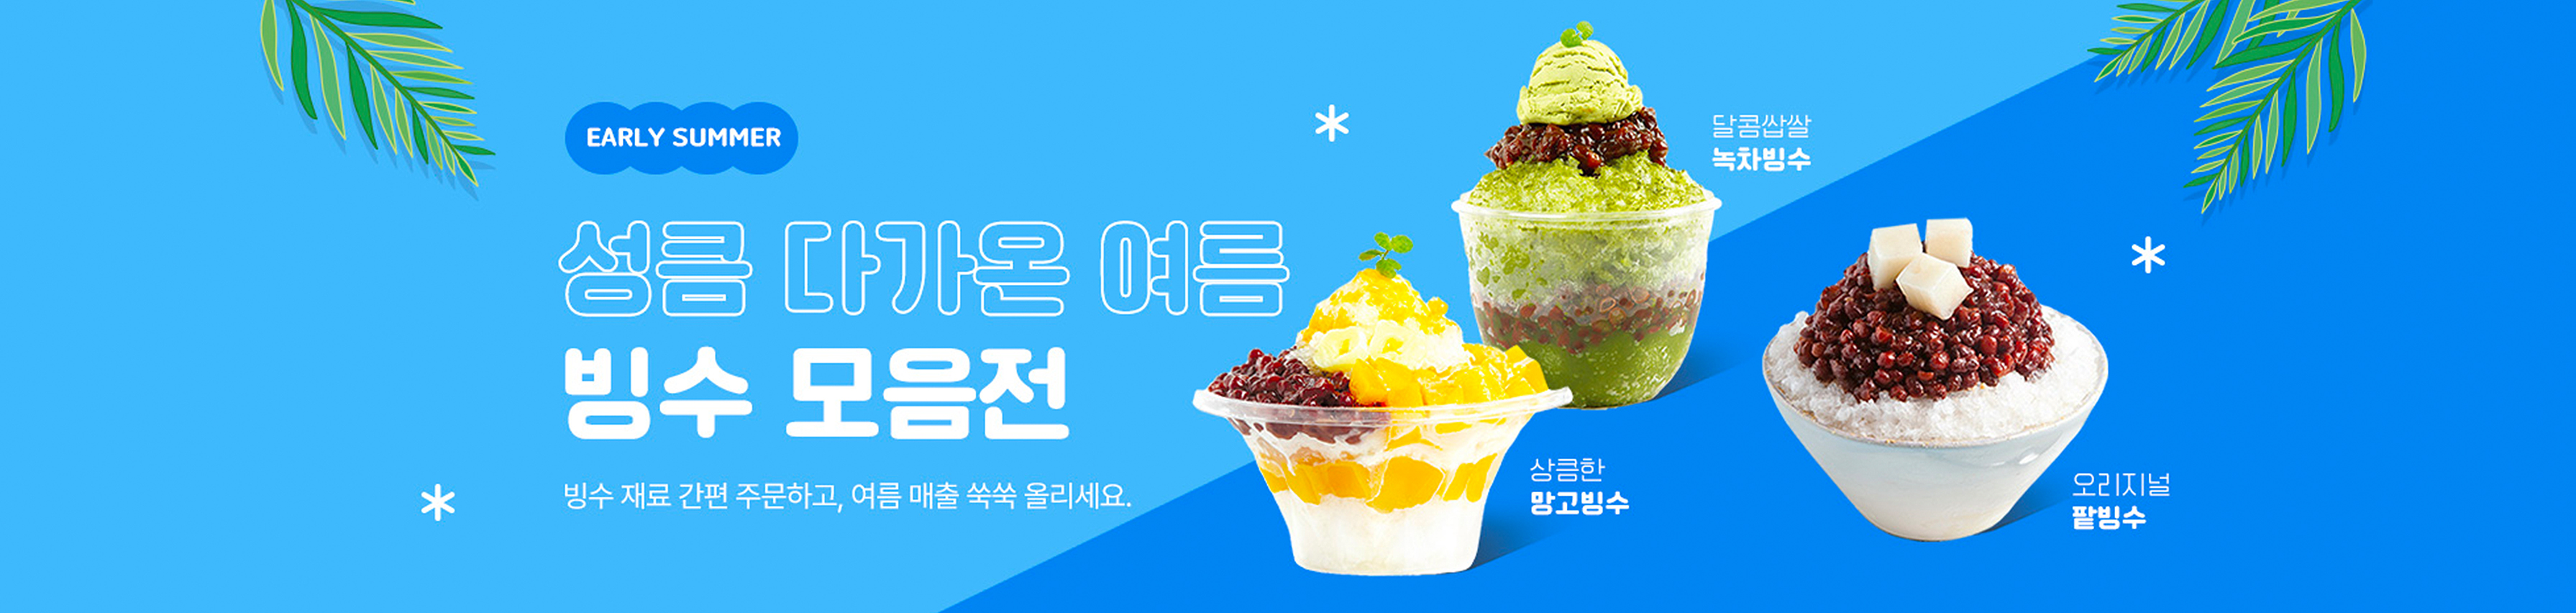 EARLY SUMMER
성큼 다가온 여름
빙수 모음전
빙수 재료 간편 주문하고, 여름 매출 쑥쑥 올리세요.
달콤쌉쌀
녹차빙수
상큼한
망고빙수
오리지널
팥빙수